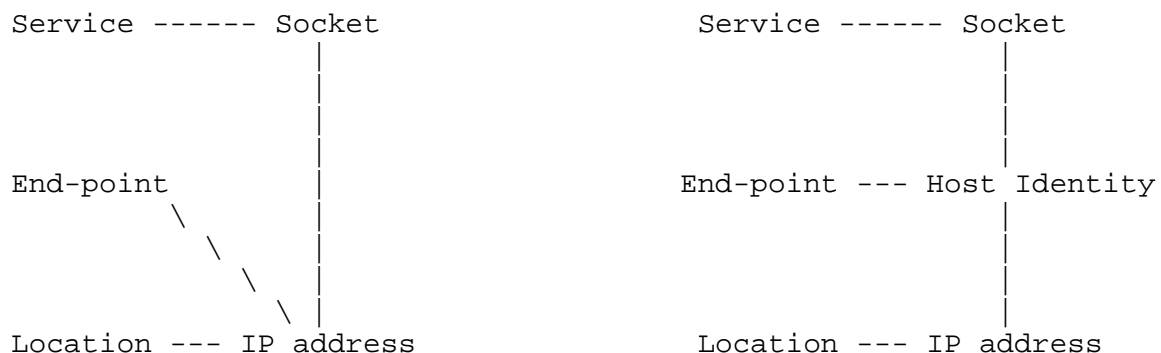 Service ------ Socket Service ------ Socket
End-point End-point --- Host Identity
Location --- IP address Location --- IP address